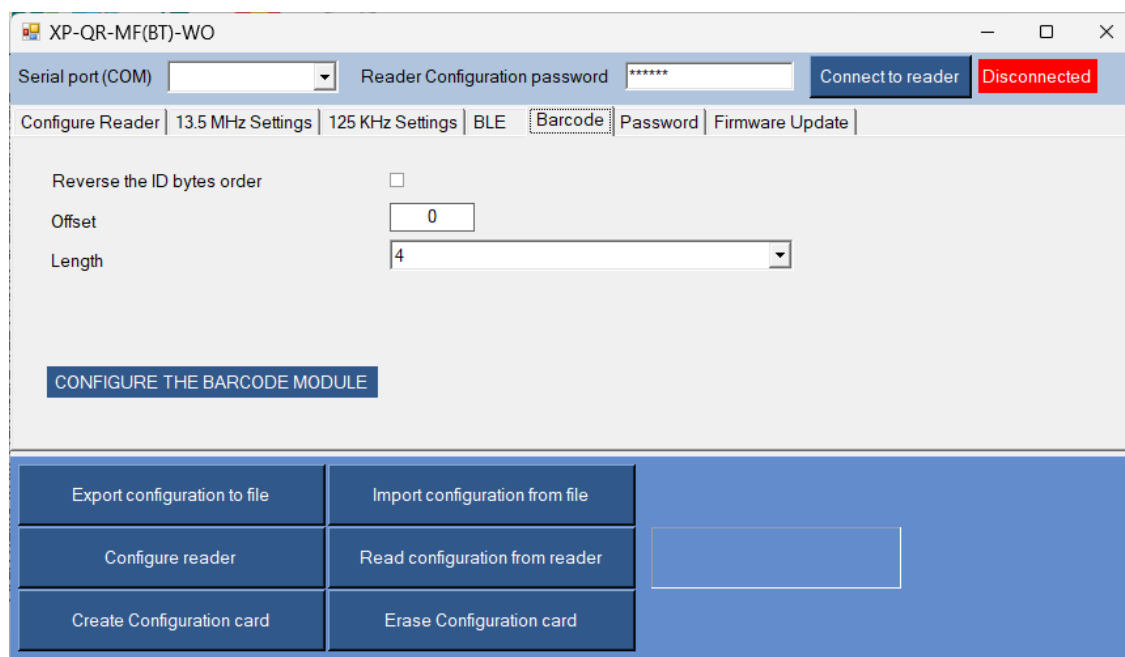 XP-QR-MF(BT)-WO
Serial port (COM) Reader Configuration password ****** Connect to reader Disconnected
Configure Reader 13.5 MHz Settings 125 KHz Settings BLE Barcode Password Firmware Update
Reverse the ID bytes order
Offset 0
Length 4
CONFIGURE THE BARCODE MODULE
Export configuration to file Import configuration from file
Configure reader Read configuration from reader
Create Configuration card Erase Configuration card